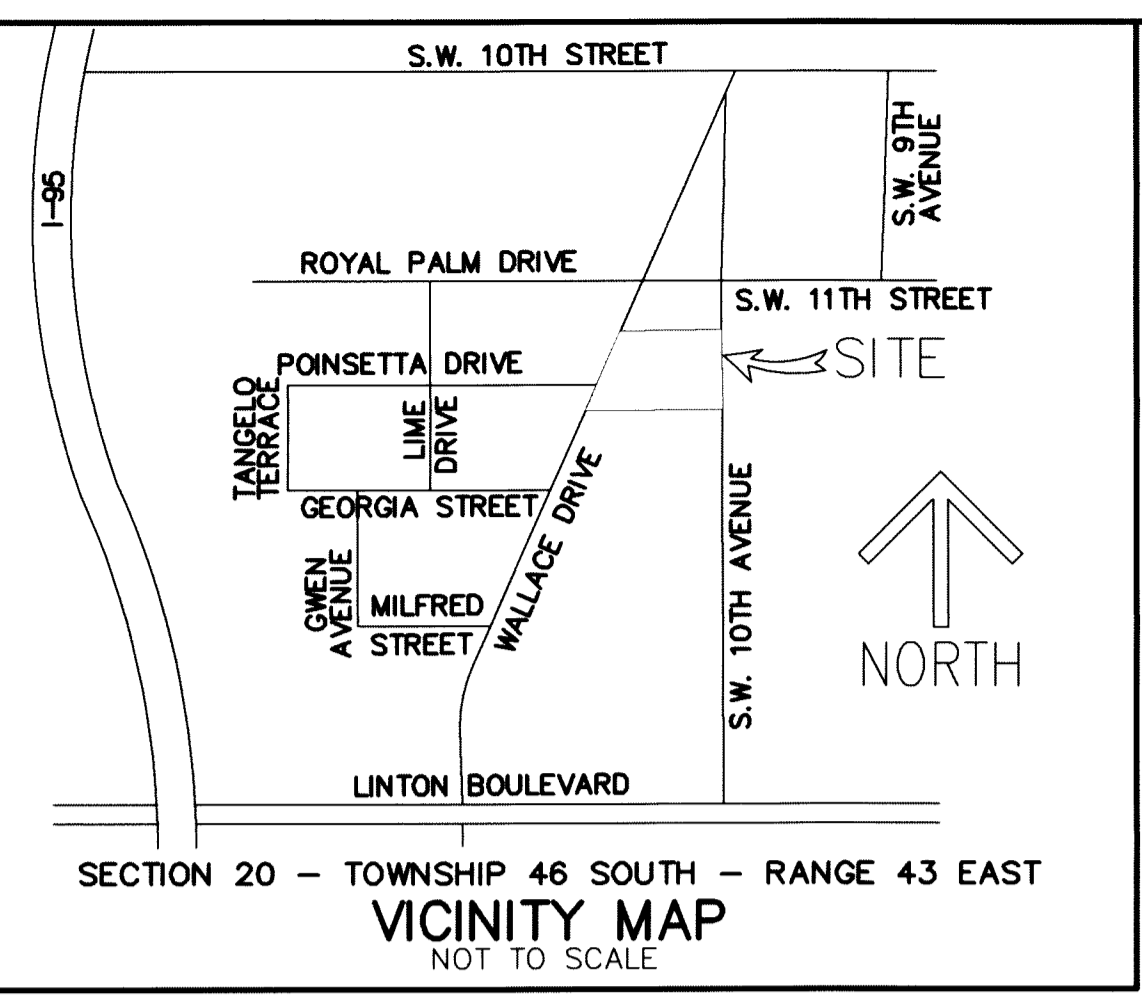 S.W. 10TH STREET
I-95
S.W. 9TH
AVENUE
ROYAL PALM DRIVE
S.W. 11TH STREET
SITE
POINSETTA DRIVE
TANGELO
TERRACE
LIME
DRIVE
GEORGIA STREET
WALLACE DRIVE
S.W. 10TH AVENUE
GWEN
AVENUE
MILFRED
STREET
NORTH
LINTON BOULEVARD
SECTION 20 – TOWNSHIP 46 SOUTH – RANGE 43 EAST
VICINITY MAP
NOT TO SCALE